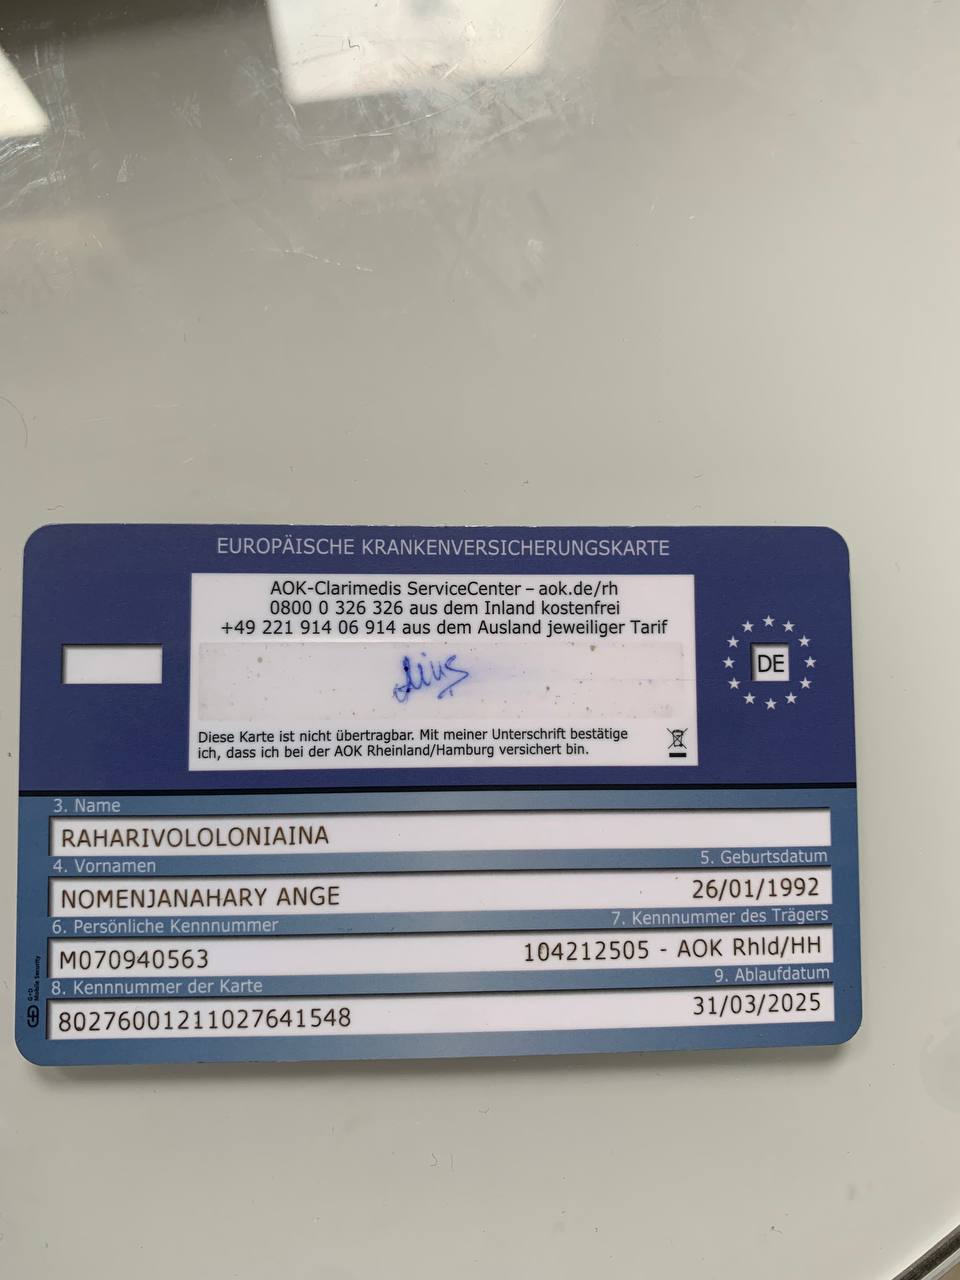 EUROPÄISCHE KRANKENVERSICHERUNGSKARTE
AOK-Clarimedis ServiceCenter – aok.de/rh
0800 0 326 326 aus dem Inland kostenfrei
+49 221 914 06 914 aus dem Ausland jeweiliger Tarif
DE
Diese Karte ist nicht übertragbar. Mit meiner Unterschrift bestätige
ich, dass ich bei der AOK Rheinland/Hamburg versichert bin.
3. Name
RAHARIVOLOLONIAINA
4. Vornamen 5. Geburtsdatum
NOMENJANAHARY ANGE 26/01/1992
6. Persönliche Kennnummer 7. Kennnummer des Trägers
M070940563 104212505 - AOK Rhld/HH
8. Kennnummer der Karte 9. Ablaufdatum
80276001211027641548 31/03/2025
G+D
Mobile Security